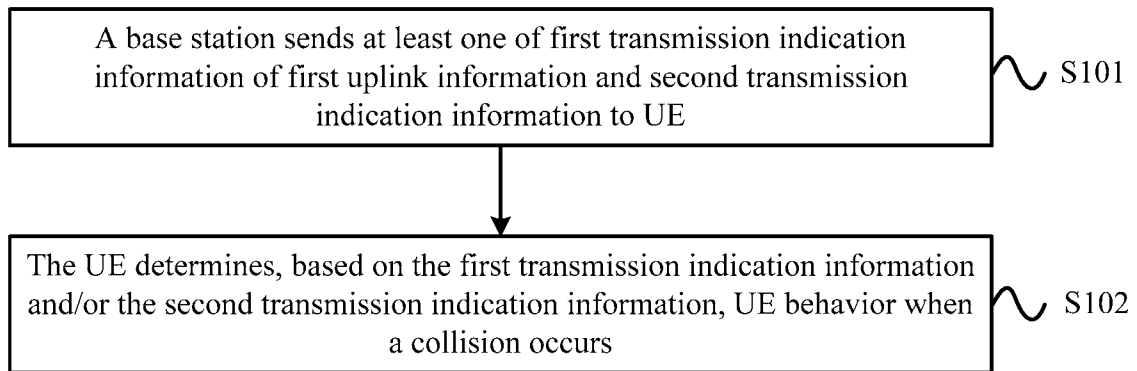 A base station sends at least one of first transmission indication
information of first uplink information and second transmission
indication information to UE
S101
The UE determines, based on the first transmission indication information
and/or the second transmission indication information, UE behavior when
a collision occurs
S102